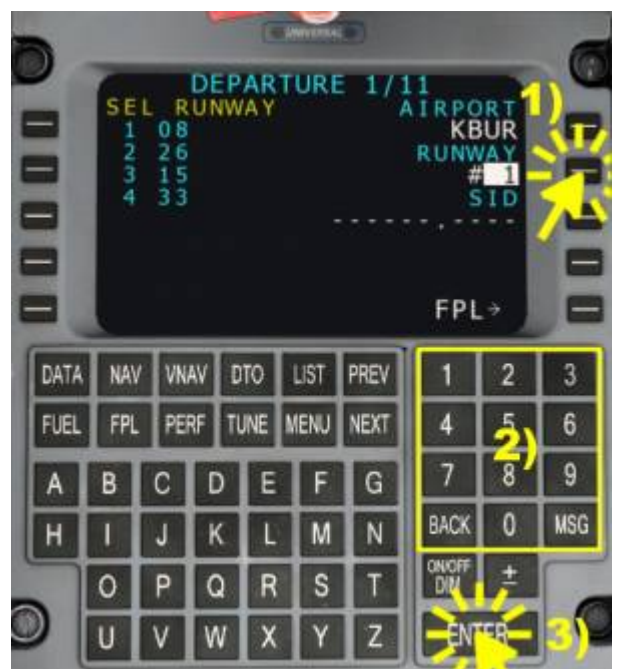 UNIVERSAL
DEPARTURE 1/11
SEL RUNWAY AIRPORT 1)
1 08 KBUR
2 26 RUNWAY
3 15 # 1
4 33 SID
------.----
FPL→
DATA NAV VNAV DTO LIST PREV 1 2 3
FUEL FPL PERF TUNE MENU NEXT 4 5 6
2)
A B C D E F G 7 8 9
H I J K L M N BACK 0 MSG
O P Q R S T ON/OFF DIM ±
U V W X Y Z ENTER 3)